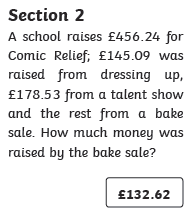 Section 2
A school raises £456.24 for
Comic Relief; £145.09 was
raised from dressing up,
£178.53 from a talent show
and the rest from a bake
sale. How much money was
raised by the bake sale?
£132.62